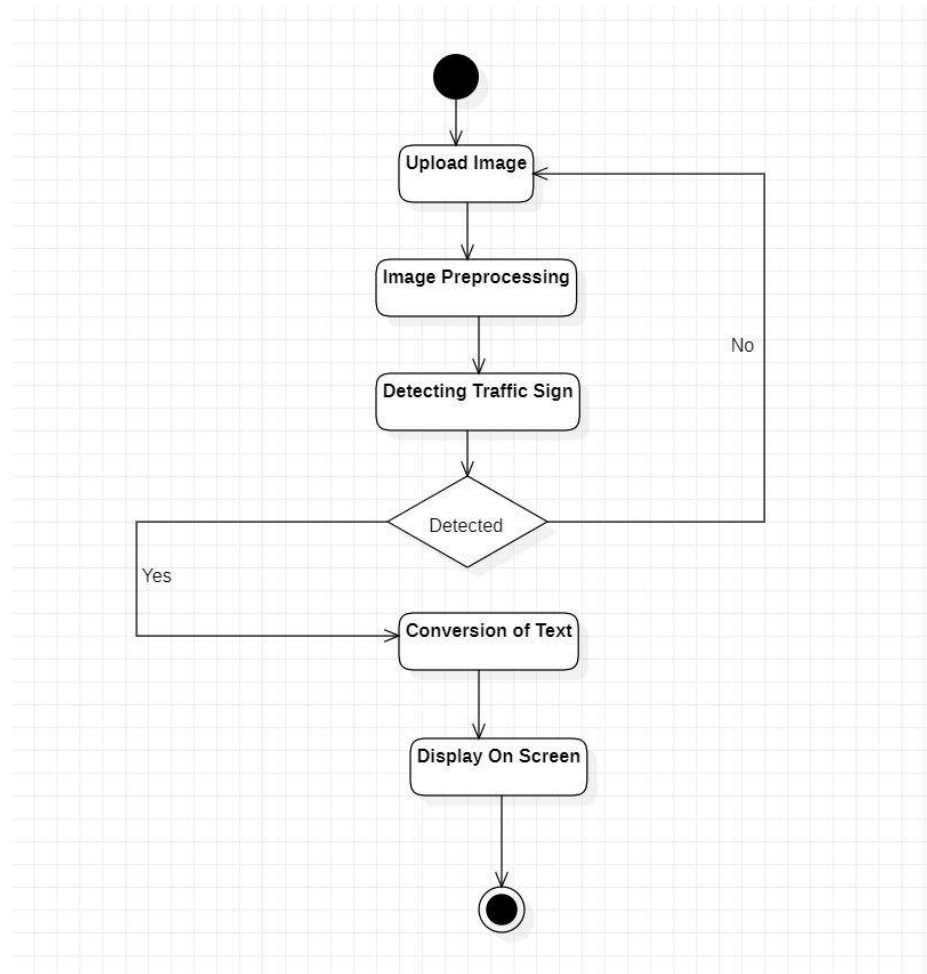 Upload Image
Image Preprocessing
No
Detecting Traffic Sign
Detected
Yes
Conversion of Text
Display On Screen